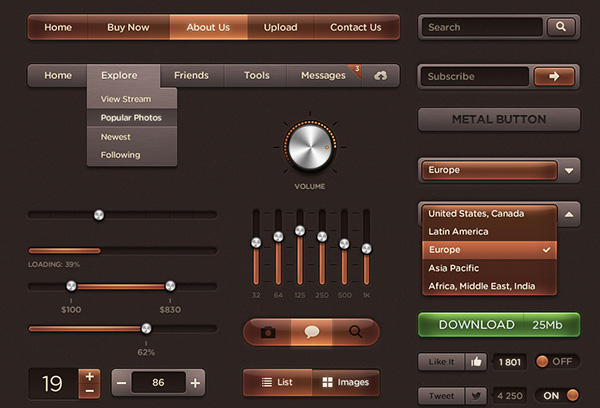 Home Buy Now About Us Upload Contact Us
Search
Home Explore Friends Tools Messages 3
Subscribe
View Stream
Popular Photos
Newest
Following
METAL BUTTON
VOLUME
Europe
United States, Canada
Latin America
Europe
Asia Pacific
Africa, Middle East, India
LOADING: 39%
$100 $830
32 64 125 250 500 1K
62%
DOWNLOAD 25Mb
Like It 1 801 OFF
19 + −
− 86 +
List Images
Tweet 4 250 ON